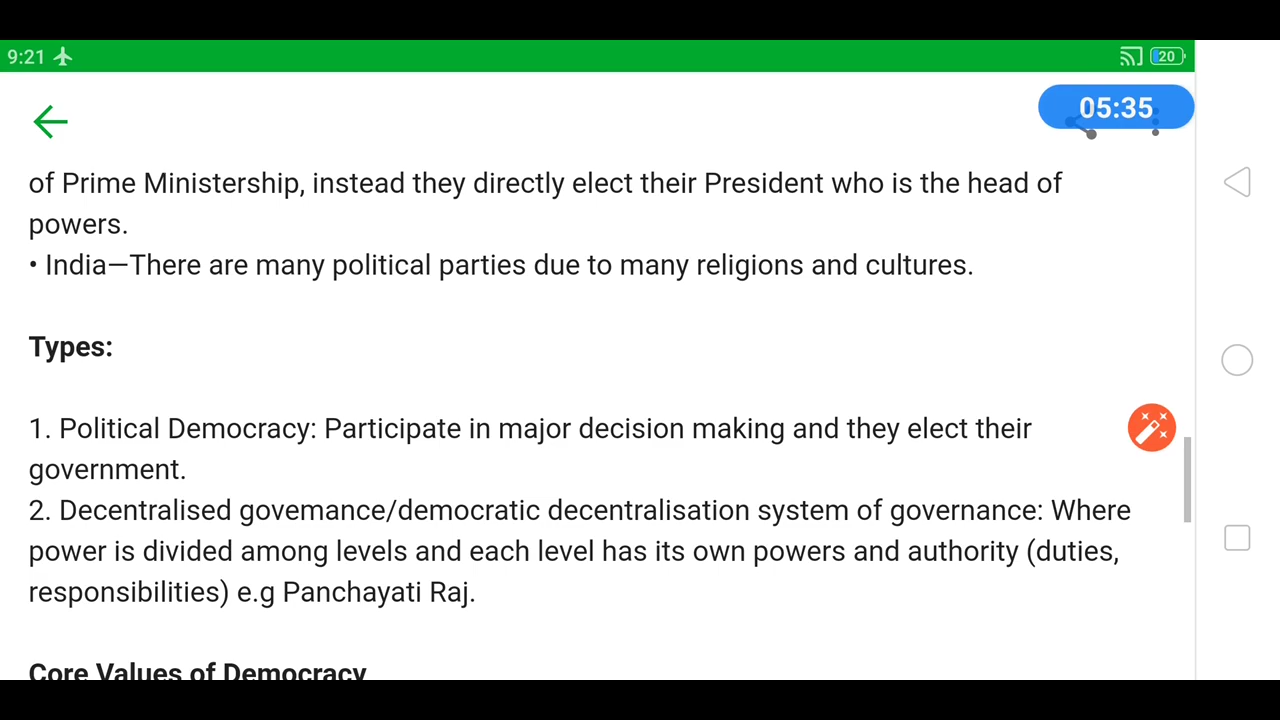 9:21
20
05:35
of Prime Ministership, instead they directly elect their President who is the head of
powers.
• India—There are many political parties due to many religions and cultures.
Types:
1. Political Democracy: Participate in major decision making and they elect their
government.
2. Decentralised govemance/democratic decentralisation system of governance: Where
power is divided among levels and each level has its own powers and authority (duties,
responsibilities) e.g Panchayati Raj.
Core Values of Democracy